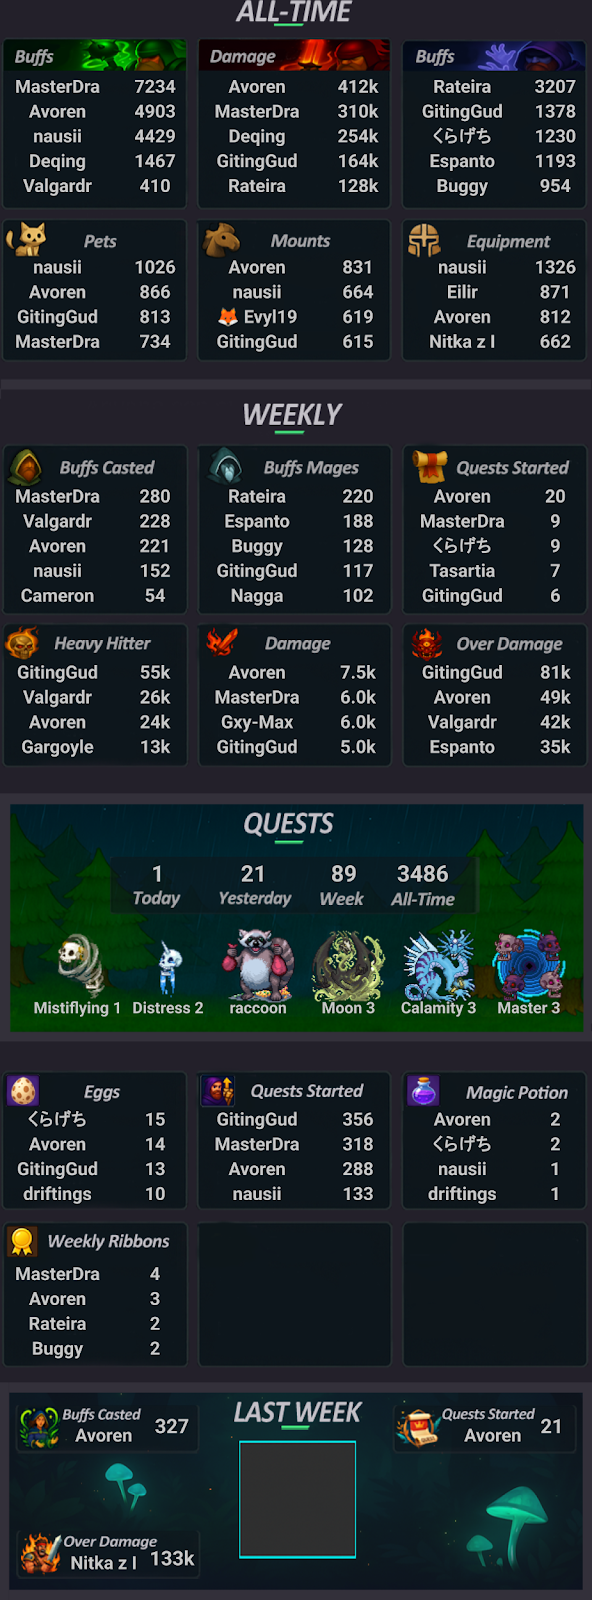 ALL-TIME
Buffs
MasterDra 7234
Avoren 4903
nausii 4429
Deqing 1467
Valgardr 410
Damage
Avoren 412k
MasterDra 310k
Deqing 254k
GitingGud 164k
Rateira 128k
Buffs
Rateira 3207
GitingGud 1378
くらげち 1230
Espanto 1193
Buggy 954
Pets
nausii 1026
Avoren 866
GitingGud 813
MasterDra 734
Mounts
Avoren 831
nausii 664
🦊 Evyl19 619
GitingGud 615
Equipment
nausii 1326
Eilir 871
Avoren 812
Nitka z I 662
WEEKLY
Buffs Casted
MasterDra 280
Valgardr 228
Avoren 221
nausii 152
Cameron 54
Buffs Mages
Rateira 220
Espanto 188
Buggy 128
GitingGud 117
Nagga 102
Quests Started
Avoren 20
MasterDra 9
くらげち 9
Tasartia 7
GitingGud 6
Heavy Hitter
GitingGud 55k
Valgardr 26k
Avoren 24k
Gargoyle 13k
Damage
Avoren 7.5k
MasterDra 6.0k
Gxy-Max 6.0k
GitingGud 5.0k
Over Damage
GitingGud 81k
Avoren 49k
Valgardr 42k
Espanto 35k
QUESTS
1 21 89 3486
Today Yesterday Week All-Time
Mistiflying 1 Distress 2 raccoon Moon 3 Calamity 3 Master 3
Eggs
くらげち 15
Avoren 14
GitingGud 13
driftings 10
Quests Started
GitingGud 356
MasterDra 318
Avoren 288
nausii 133
Magic Potion
Avoren 2
くらげち 2
nausii 1
driftings 1
Weekly Ribbons
MasterDra 4
Avoren 3
Rateira 2
Buggy 2
LAST WEEK
Buffs Casted
Avoren 327
Quests Started
Avoren 21
Over Damage
Nitka z I 133k